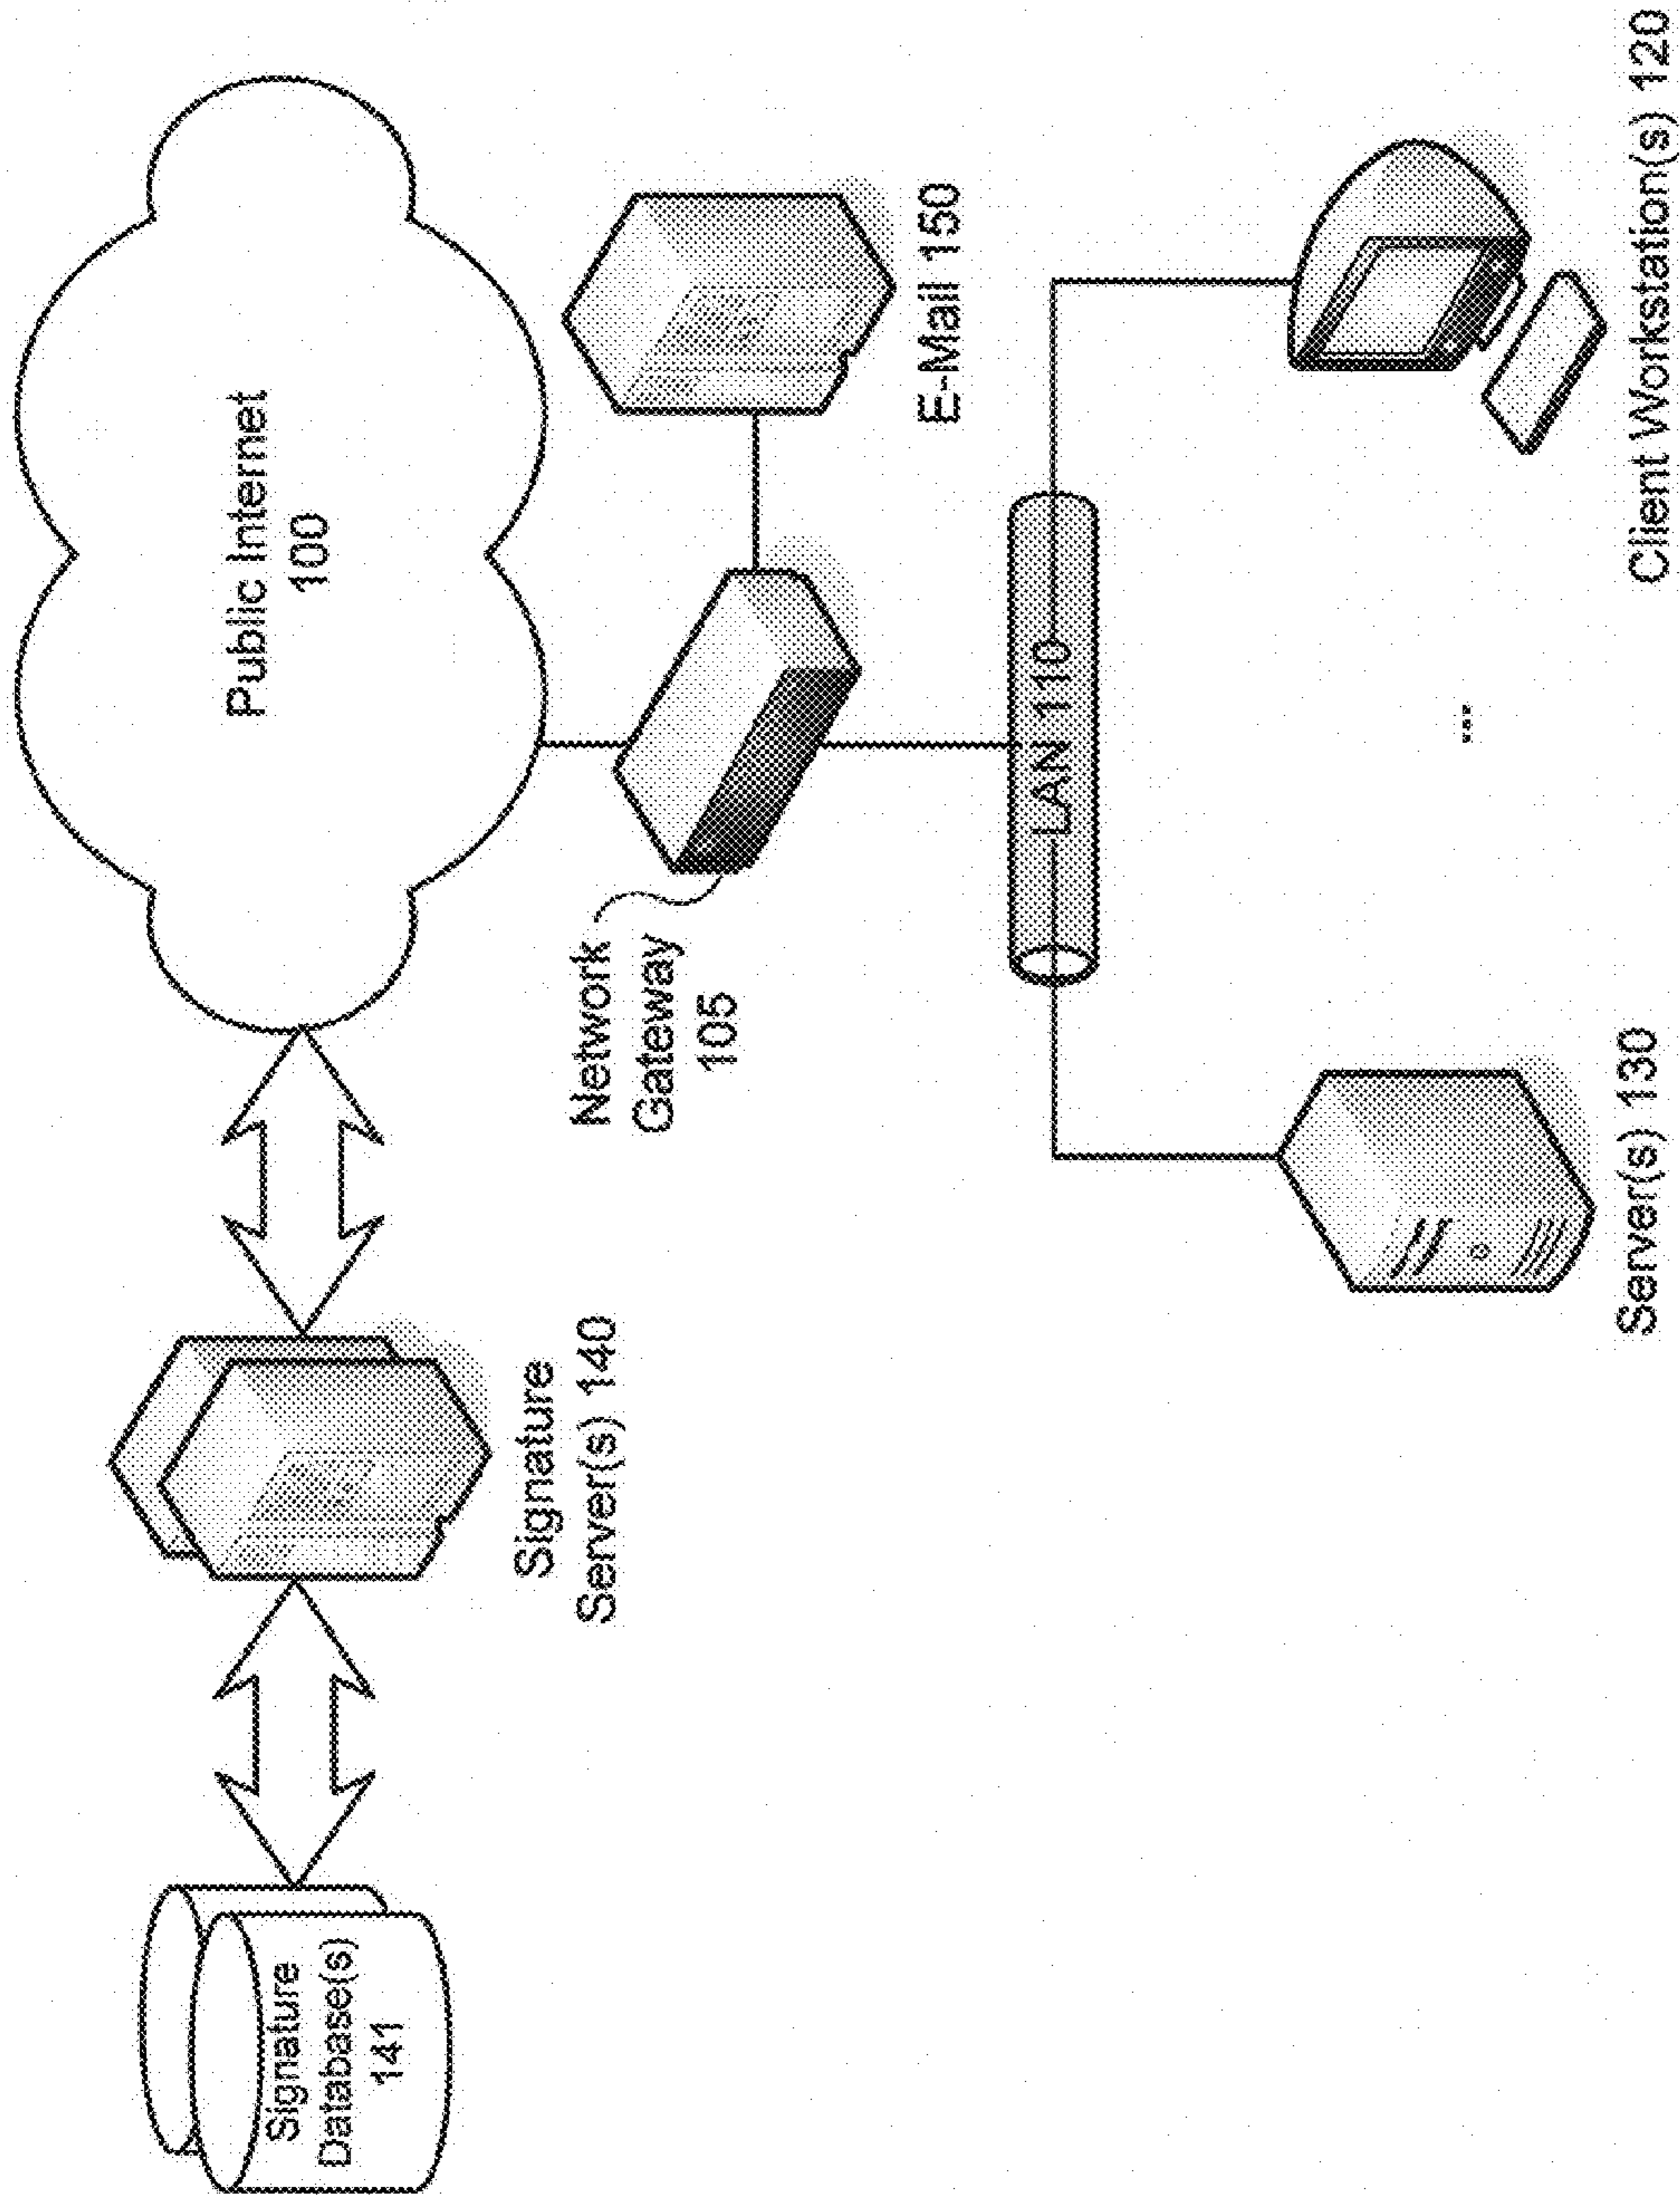 Signature
Database(s)
141
Signature
Server(s) 140
Public Internet
100
Network
Gateway
105
E-Mail 150
LAN 110
Server(s) 130
...
Client Workstation(s) 120